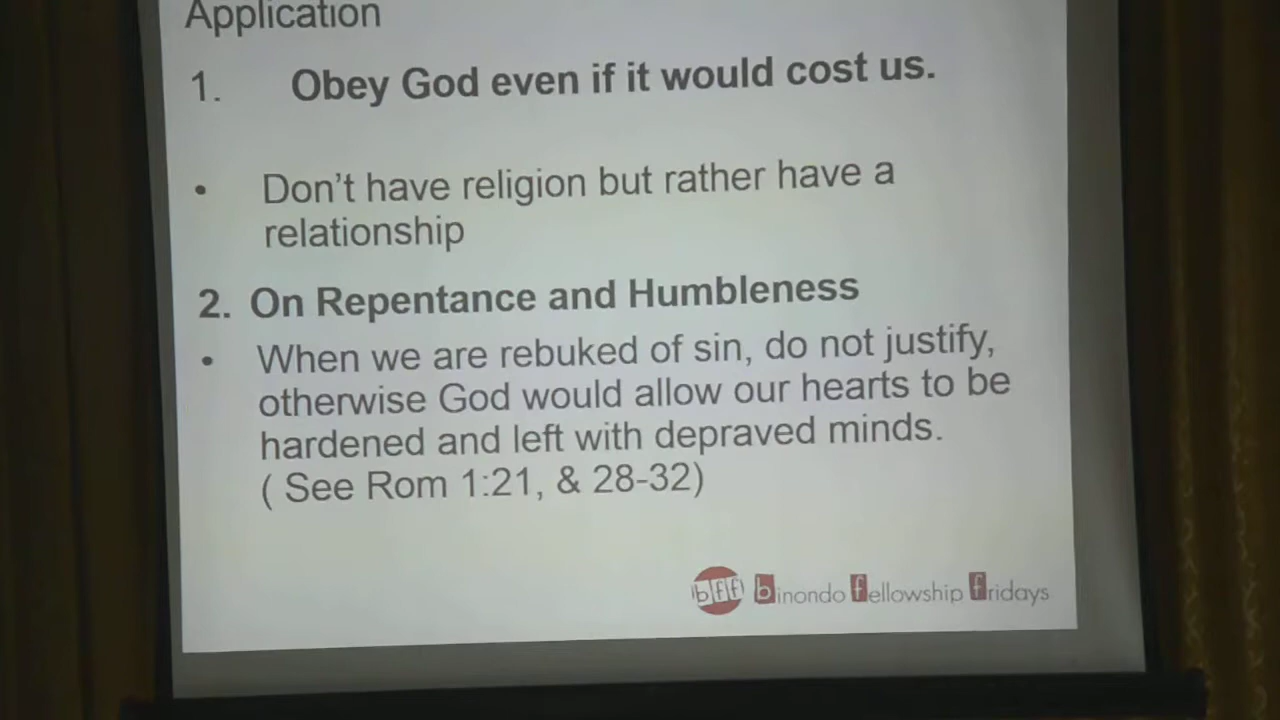 Application
1. Obey God even if it would cost us.
• Don't have religion but rather have a
relationship
2. On Repentance and Humbleness
• When we are rebuked of sin, do not justify,
otherwise God would allow our hearts to be
hardened and left with depraved minds.
( See Rom 1:21, & 28-32)
bff binondo fellowship fridays